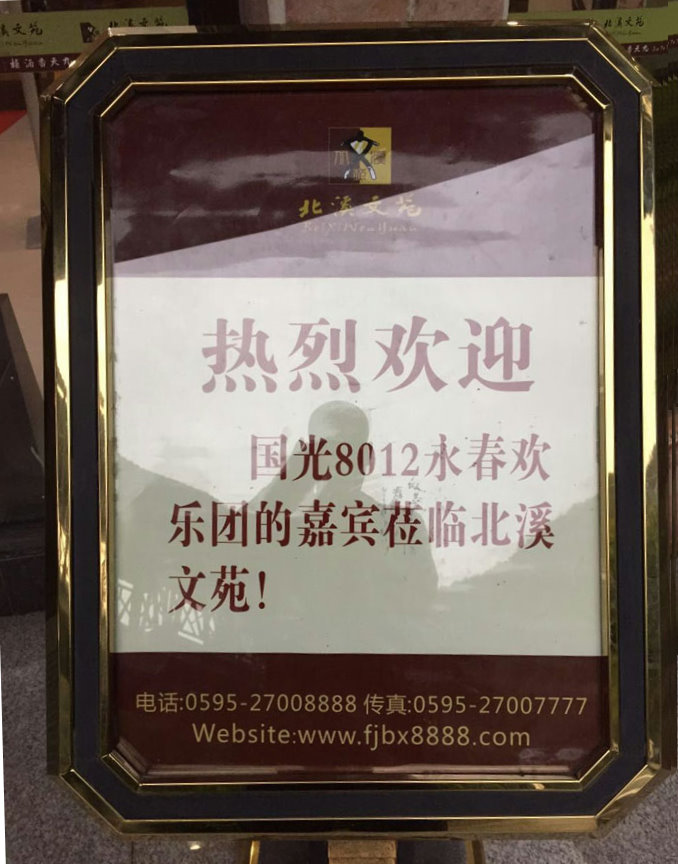 北溪文苑
BeiXiWenYuan
热烈欢迎
国光8012永春欢
乐团的嘉宾莅临北溪
文苑!
电话:0595-27008888 传真:0595-27007777
Website:www.fjbx8888.com